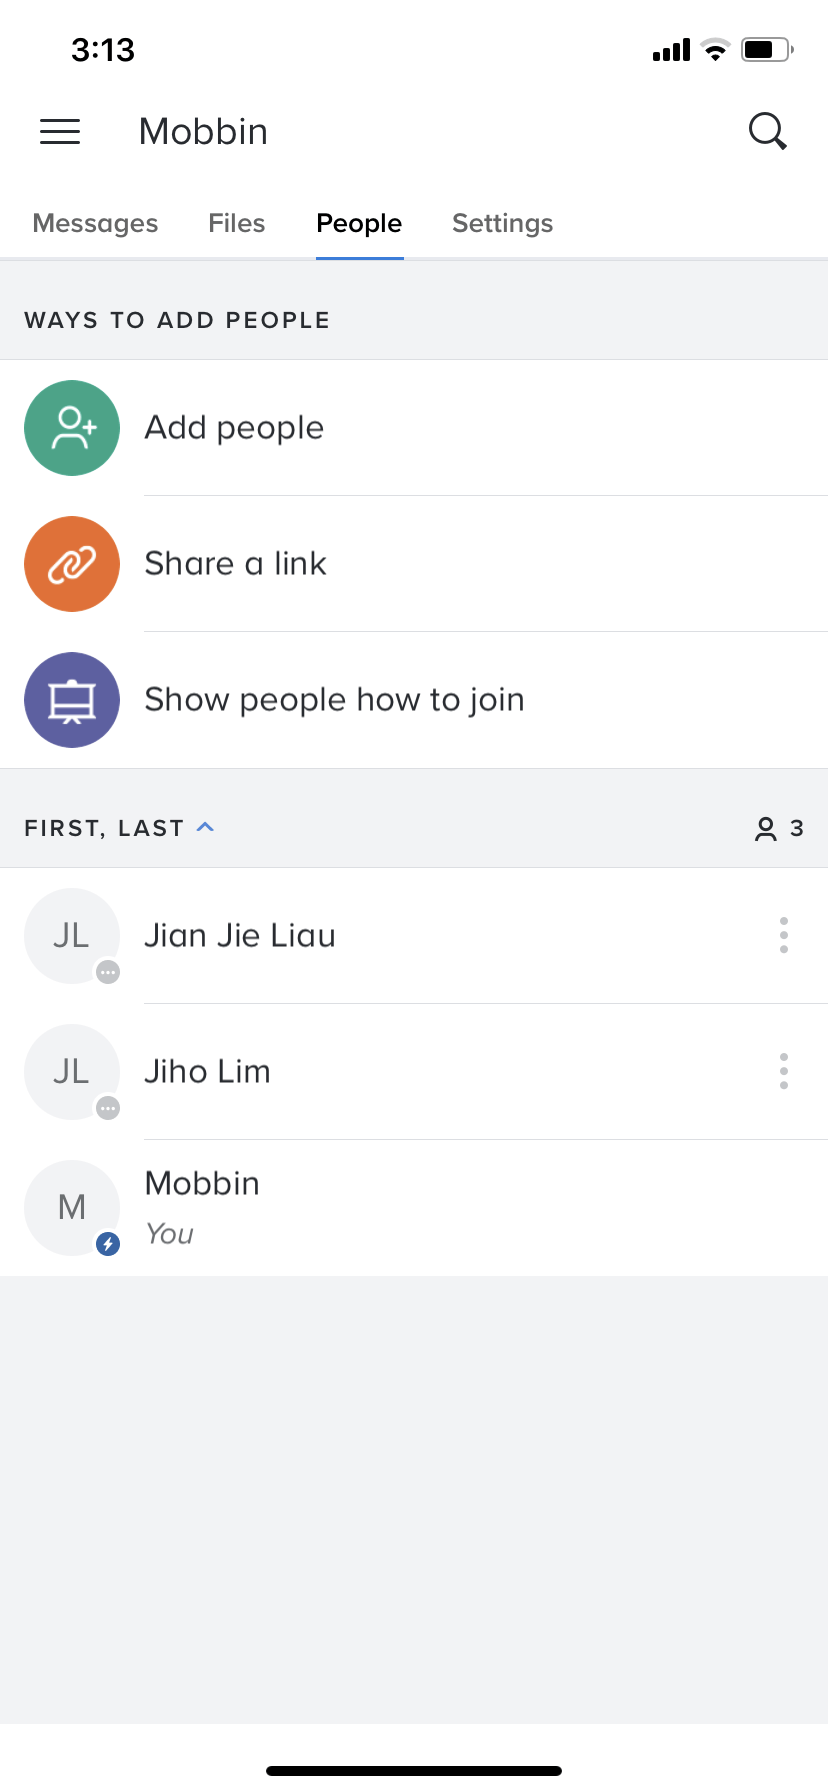 3:13
Mobbin
Messages Files People Settings
WAYS TO ADD PEOPLE
Add people
Share a link
Show people how to join
FIRST, LAST 3
JL Jian Jie Liau
JL Jiho Lim
M Mobbin
You